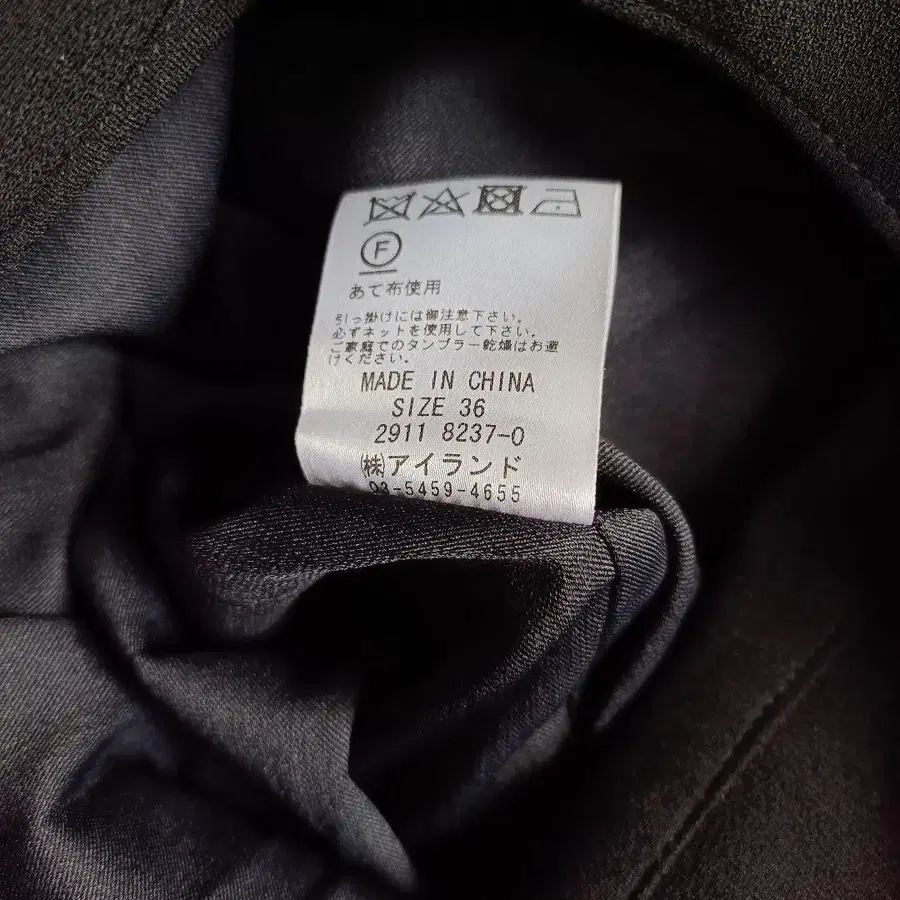 F
あて布使用
引っ掛けには御注意下さい。
必ずネットを使用して下さい。
ご家庭でのタンブラー乾燥はお避
けください。
MADE IN CHINA
SIZE 36
2911 8237-0
㈱アイランド
03-5459-4655